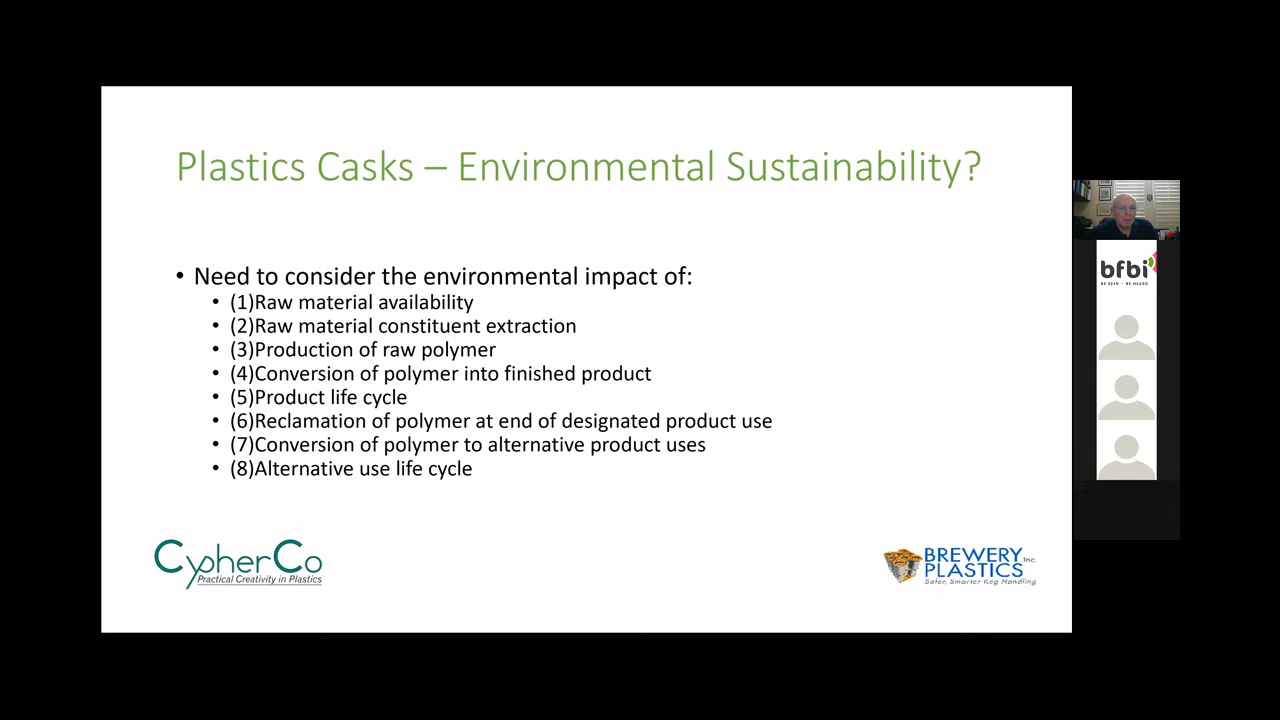 Plastics Casks – Environmental Sustainability?
• Need to consider the environmental impact of:
• (1)Raw material availability
• (2)Raw material constituent extraction
• (3)Production of raw polymer
• (4)Conversion of polymer into finished product
• (5)Product life cycle
• (6)Reclamation of polymer at end of designated product use
• (7)Conversion of polymer to alternative product uses
• (8)Alternative use life cycle
CypherCo
Practical Creativity in Plastics
BREWERY
PLASTICS Inc.
Safer, Smarter Keg Handling
bfbi
BE SEEN - BE HEARD